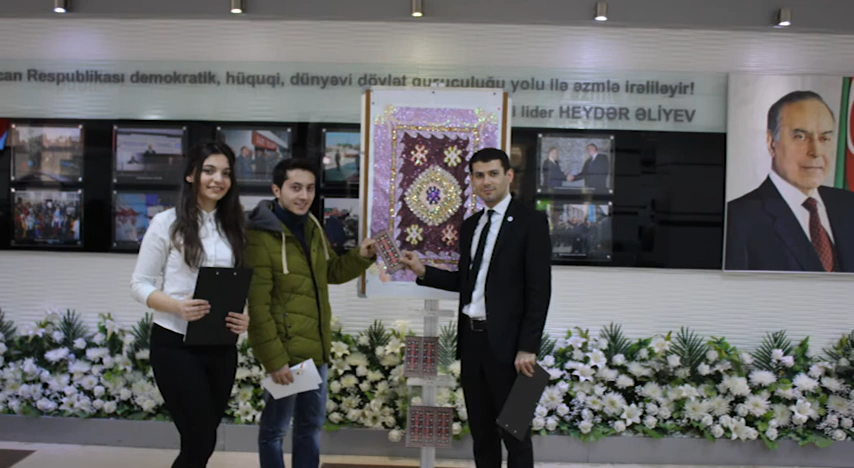 can Respublikası demokratik, hüquqi, dünyəvi dövlət quruculuğu yolu ilə əzmlə irəliləyir!
lider HEYDƏR ƏLİYEV